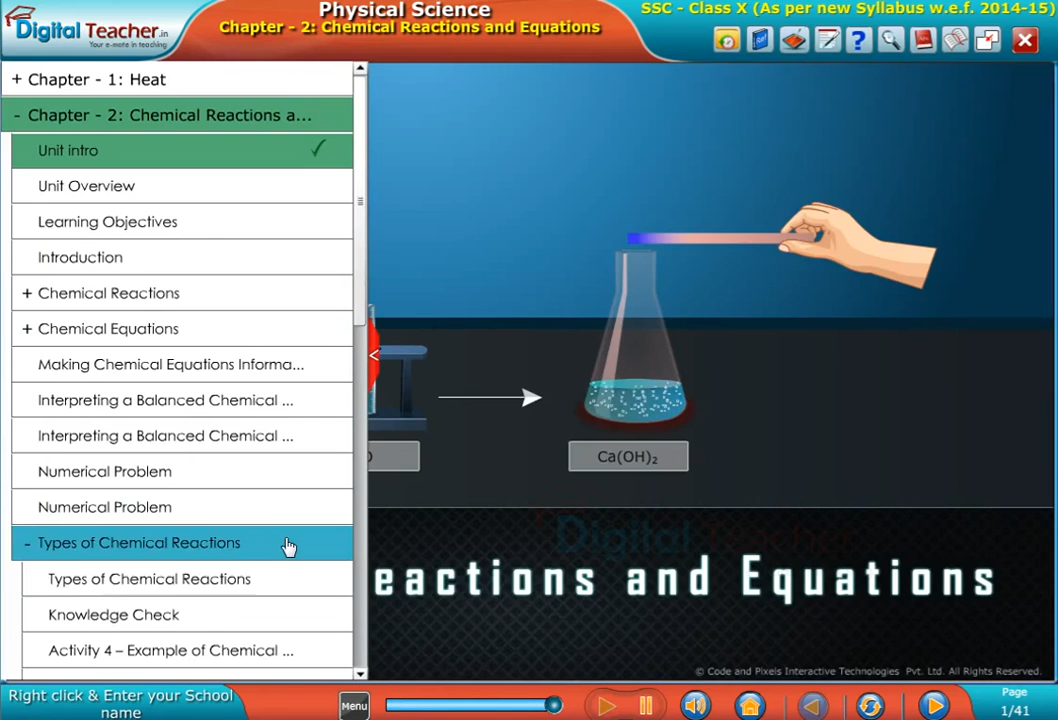 Digital Teacher.in
Your e-mate in teaching
Physical Science
Chapter - 2: Chemical Reactions and Equations
SSC - Class X (As per new Syllabus w.e.f. 2014-15)
+ Chapter - 1: Heat
- Chapter - 2: Chemical Reactions a...
Unit intro
Unit Overview
Learning Objectives
Introduction
+ Chemical Reactions
+ Chemical Equations
Making Chemical Equations Informa...
Interpreting a Balanced Chemical ...
Interpreting a Balanced Chemical ...
Numerical Problem
Numerical Problem
- Types of Chemical Reactions
Types of Chemical Reactions
Knowledge Check
Activity 4 – Example of Chemical ...
Ca(OH)₂
Digital Teacher
eactions and Equations
© Code and Pixels Interactive Technologies Pvt. Ltd. All Rights Reserved.
Right click & Enter your School
name
Menu
Page
1/41